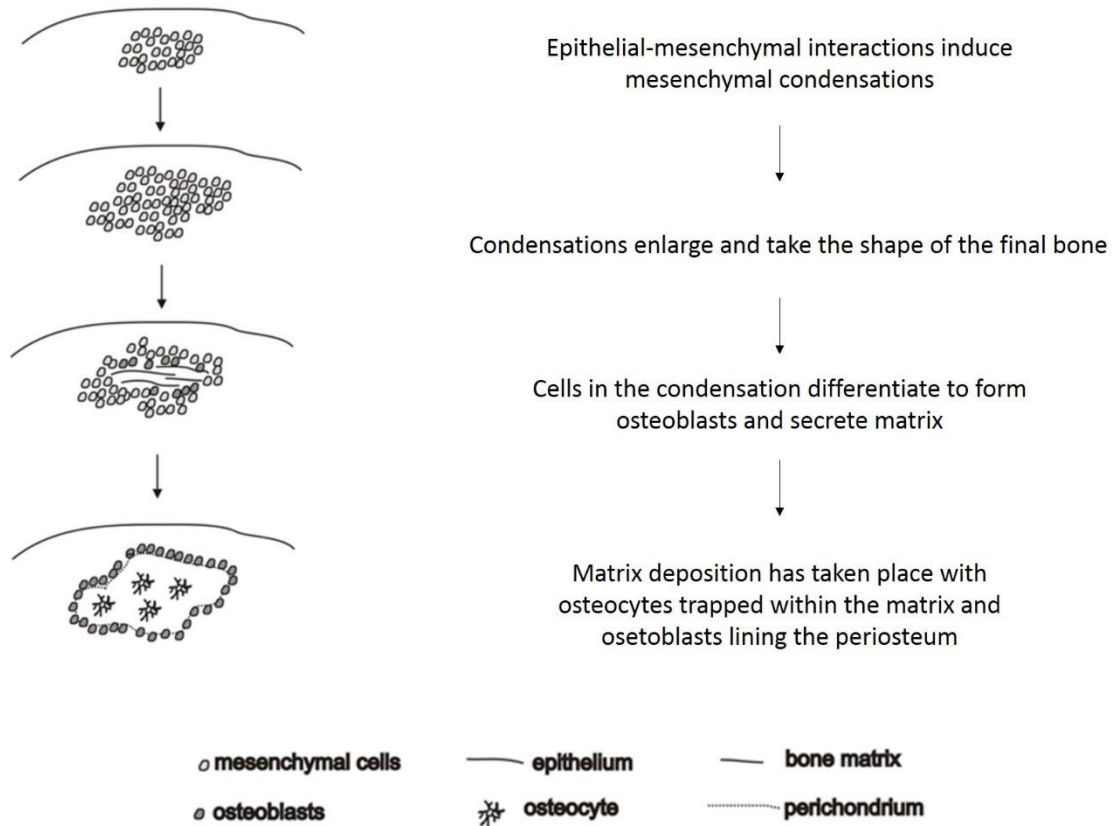 Epithelial-mesenchymal interactions induce
mesenchymal condensations
Condensations enlarge and take the shape of the final bone
Cells in the condensation differentiate to form
osteoblasts and secrete matrix
Matrix deposition has taken place with
osteocytes trapped within the matrix and
osetoblasts lining the periosteum
mesenchymal cells
epithelium
bone matrix
osteoblasts
osteocyte
perichondrium